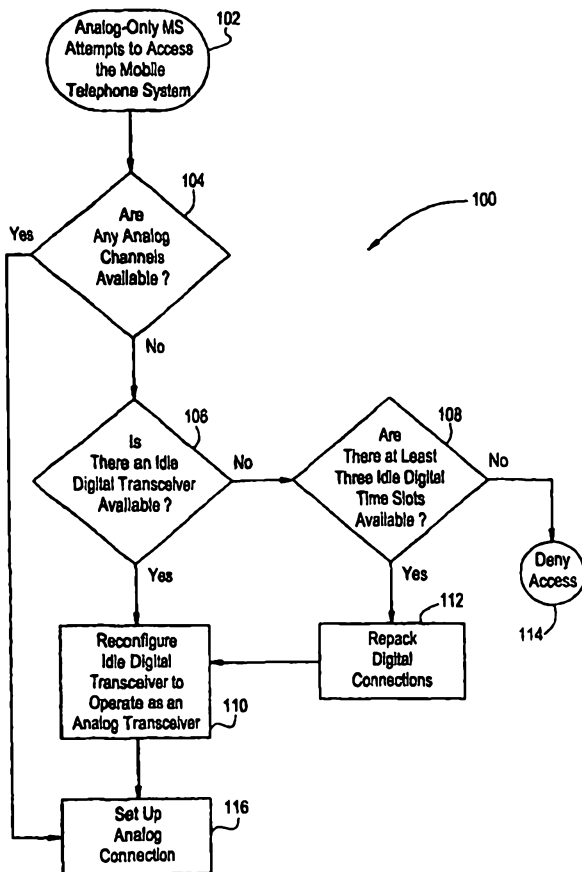 Analog-Only MS
Attempts to Access
the Mobile
Telephone System
102
104
Are
Any Analog
Channels
Available ?
Yes
No
100
106
Is
There an Idle
Digital Transceiver
Available ?
No
Yes
108
Are
There at Least
Three Idle Digital
Time Slots
Available ?
No
Yes
Deny
Access
114
112
Repack
Digital
Connections
Reconfigure
Idle Digital
Transceiver to
Operate as an
Analog Transceiver
110
Set Up
Analog
Connection
116